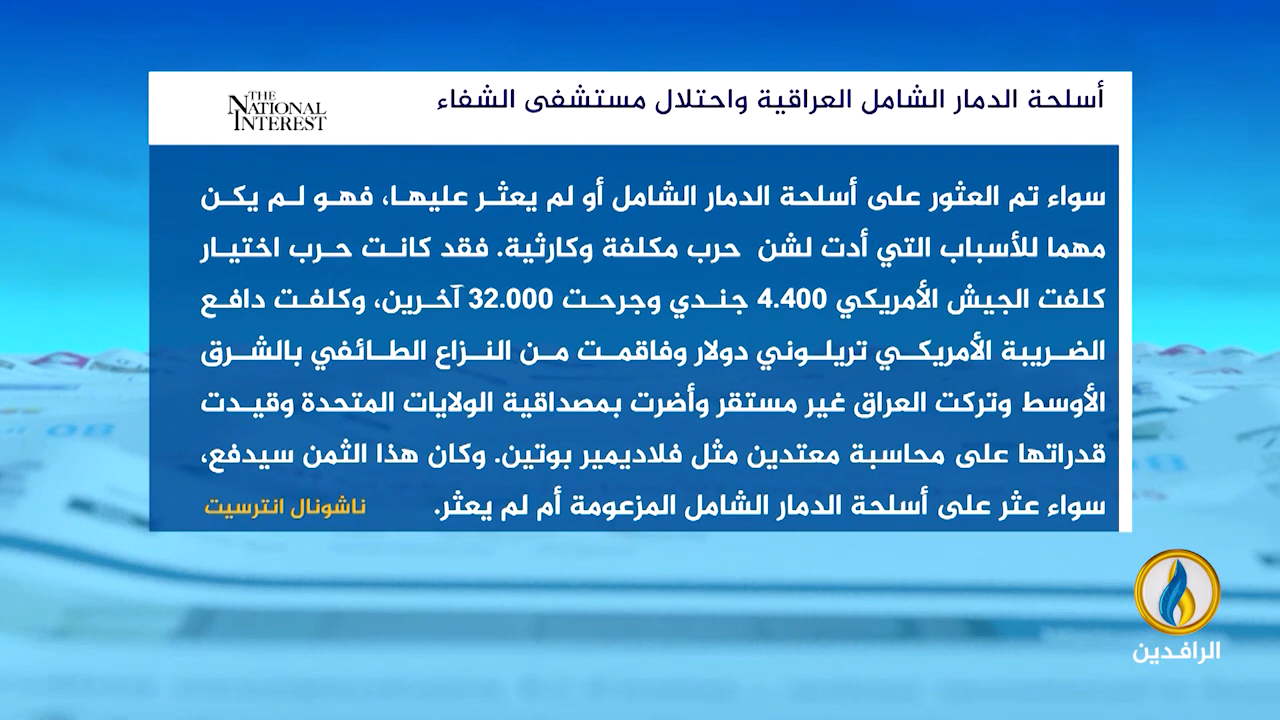 أسلحة الدمار الشامل العراقية واحتلال مستشفى الشفاء
THE
NATIONAL
INTEREST
سواء تم العثور على أسلحة الدمار الشامل أو لم يعثر عليها، فهو لم يكن
مهما للأسباب التي أدت لشن حرب مكلفة وكارثية. فقد كانت حرب اختيار
كلفت الجيش الأمريكي 4.400 جندي وجرحت 32.000 آخرين، وكلفت دافع
الضريبة الأمريكي تريلوني دولار وفاقمت من النزاع الطائفي بالشرق
الأوسط وتركت العراق غير مستقر وأضرت بمصداقية الولايات المتحدة وقيدت
قدراتها على محاسبة معتدين مثل فلاديمير بوتين. وكان هذا الثمن سيدفع،
سواء عثر على أسلحة الدمار الشامل المزعومة أم لم يعثر.
ناشونال انترسيت
الرافدين